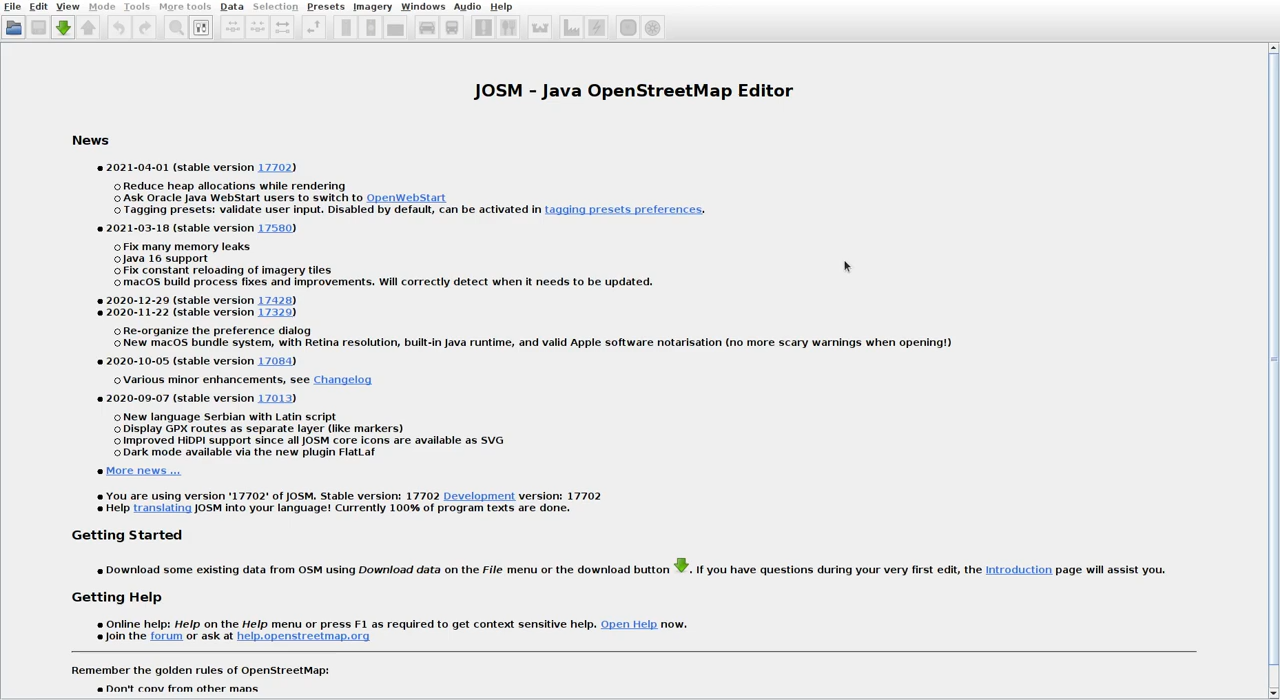 File Edit View Mode Tools More tools Data Selection Presets Imagery Windows Audio Help
JOSM – Java OpenStreetMap Editor
News
2021-04-01 (stable version 17702)
Reduce heap allocations while rendering
Ask Oracle Java WebStart users to switch to OpenWebStart
Tagging presets: validate user input. Disabled by default, can be activated in tagging presets preferences.
2021-03-18 (stable version 17580)
Fix many memory leaks
Java 16 support
Fix constant reloading of imagery tiles
macOS build process fixes and improvements. Will correctly detect when it needs to be updated.
2020-12-29 (stable version 17428)
2020-11-22 (stable version 17329)
Re-organize the preference dialog
New macOS bundle system, with Retina resolution, built-in Java runtime, and valid Apple software notarisation (no more scary warnings when opening!)
2020-10-05 (stable version 17084)
Various minor enhancements, see Changelog
2020-09-07 (stable version 17013)
New language Serbian with Latin script
Display GPX routes as separate layer (like markers)
Improved HiDPI support since all JOSM core icons are available as SVG
Dark mode available via the new plugin FlatLaf
More news ...
You are using version '17702' of JOSM. Stable version: 17702 Development version: 17702
Help translating JOSM into your language! Currently 100% of program texts are done.
Getting Started
Download some existing data from OSM using Download data on the File menu or the download button . If you have questions during your very first edit, the Introduction page will assist you.
Getting Help
Online help: Help on the Help menu or press F1 as required to get context sensitive help. Open Help now.
Join the forum or ask at help.openstreetmap.org
Remember the golden rules of OpenStreetMap:
Don't copy from other maps